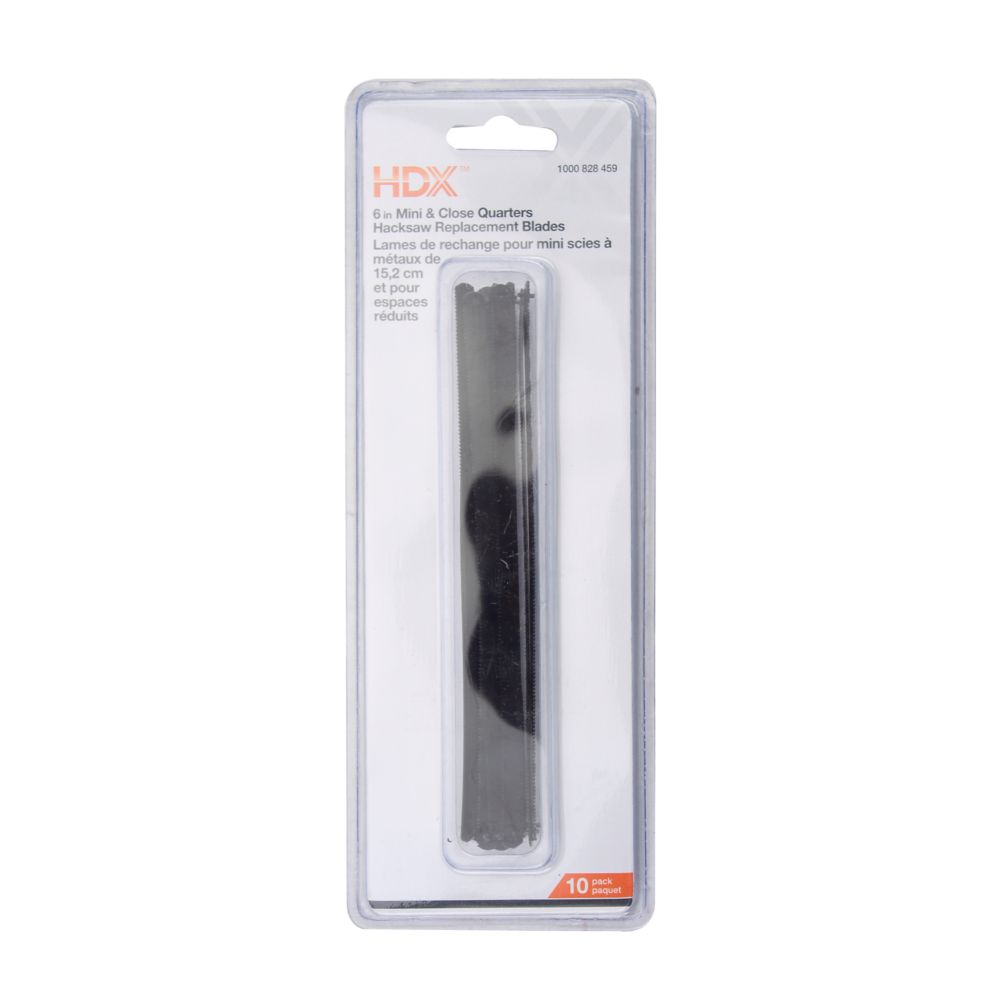 HDX™
1000 828 459
6 in Mini & Close Quarters
Hacksaw Replacement Blades
Lames de rechange pour mini scies à
métaux de
15,2 cm
et pour
espaces
réduits
10 pack
paquet